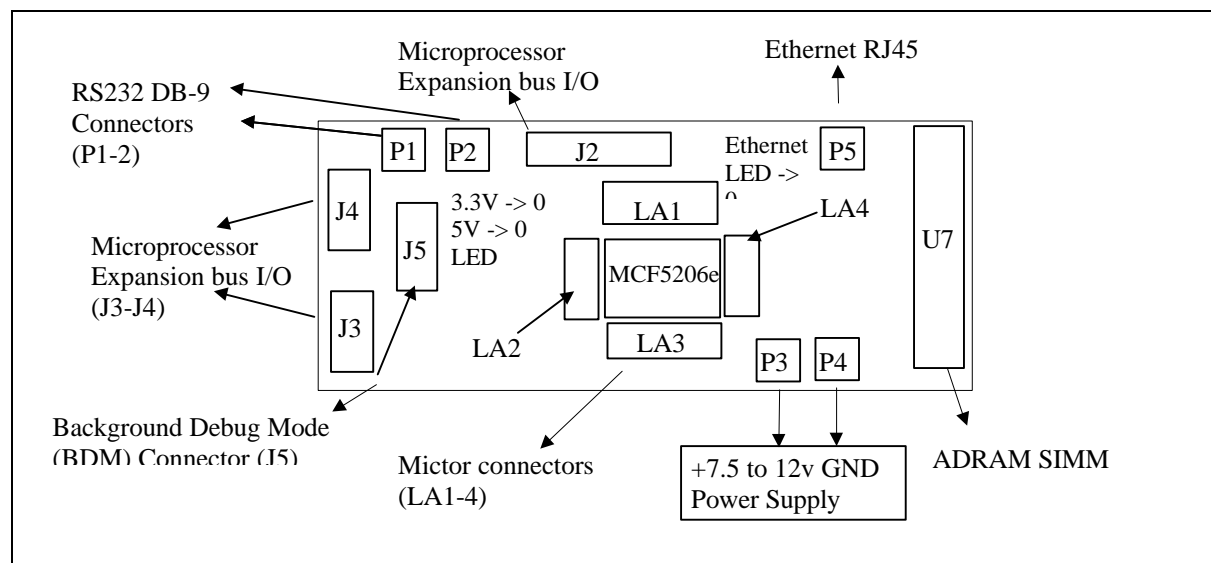 Microprocessor
Expansion bus I/O
Ethernet RJ45
RS232 DB-9
Connectors
(P1-2)
P1
P2
J2
Ethernet
LED ->
P5
J4
3.3V -> 0
5V -> 0
LED
J5
LA1
LA4
U7
Microprocessor
Expansion bus I/O
(J3-J4)
MCF5206e
J3
LA2
LA3
P3
P4
Background Debug Mode
(BDM) Connector (J5)
Mictor connectors
(LA1-4)
+7.5 to 12v GND
Power Supply
ADRAM SIMM